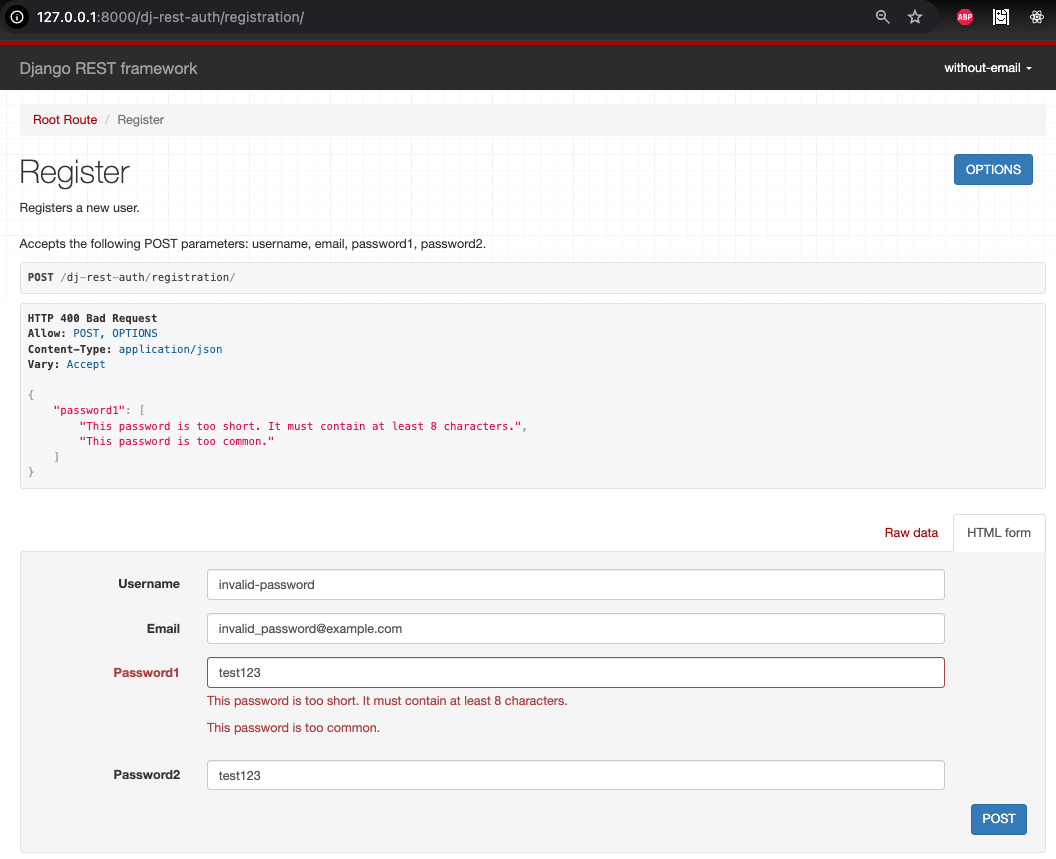 127.0.0.1:8000/dj-rest-auth/registration/
ABP
Django REST framework
without-email
Root Route / Register
Register
OPTIONS
Registers a new user.
Accepts the following POST parameters: username, email, password1, password2.
POST /dj-rest-auth/registration/
HTTP 400 Bad Request
Allow: POST, OPTIONS
Content-Type: application/json
Vary: Accept
{
    "password1": [
        "This password is too short. It must contain at least 8 characters.",
        "This password is too common."
    ]
}
Raw data
HTML form
Username
invalid-password
Email
invalid_password@example.com
Password1
test123
This password is too short. It must contain at least 8 characters.
This password is too common.
Password2
test123
POST